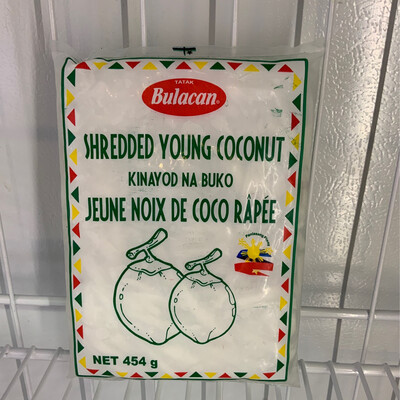 TATAK
Bulacan
SHREDDED YOUNG COCONUT
KINAYOD NA BUKO
JEUNE NOIX DE COCO RÂPÉE
NET 454 g